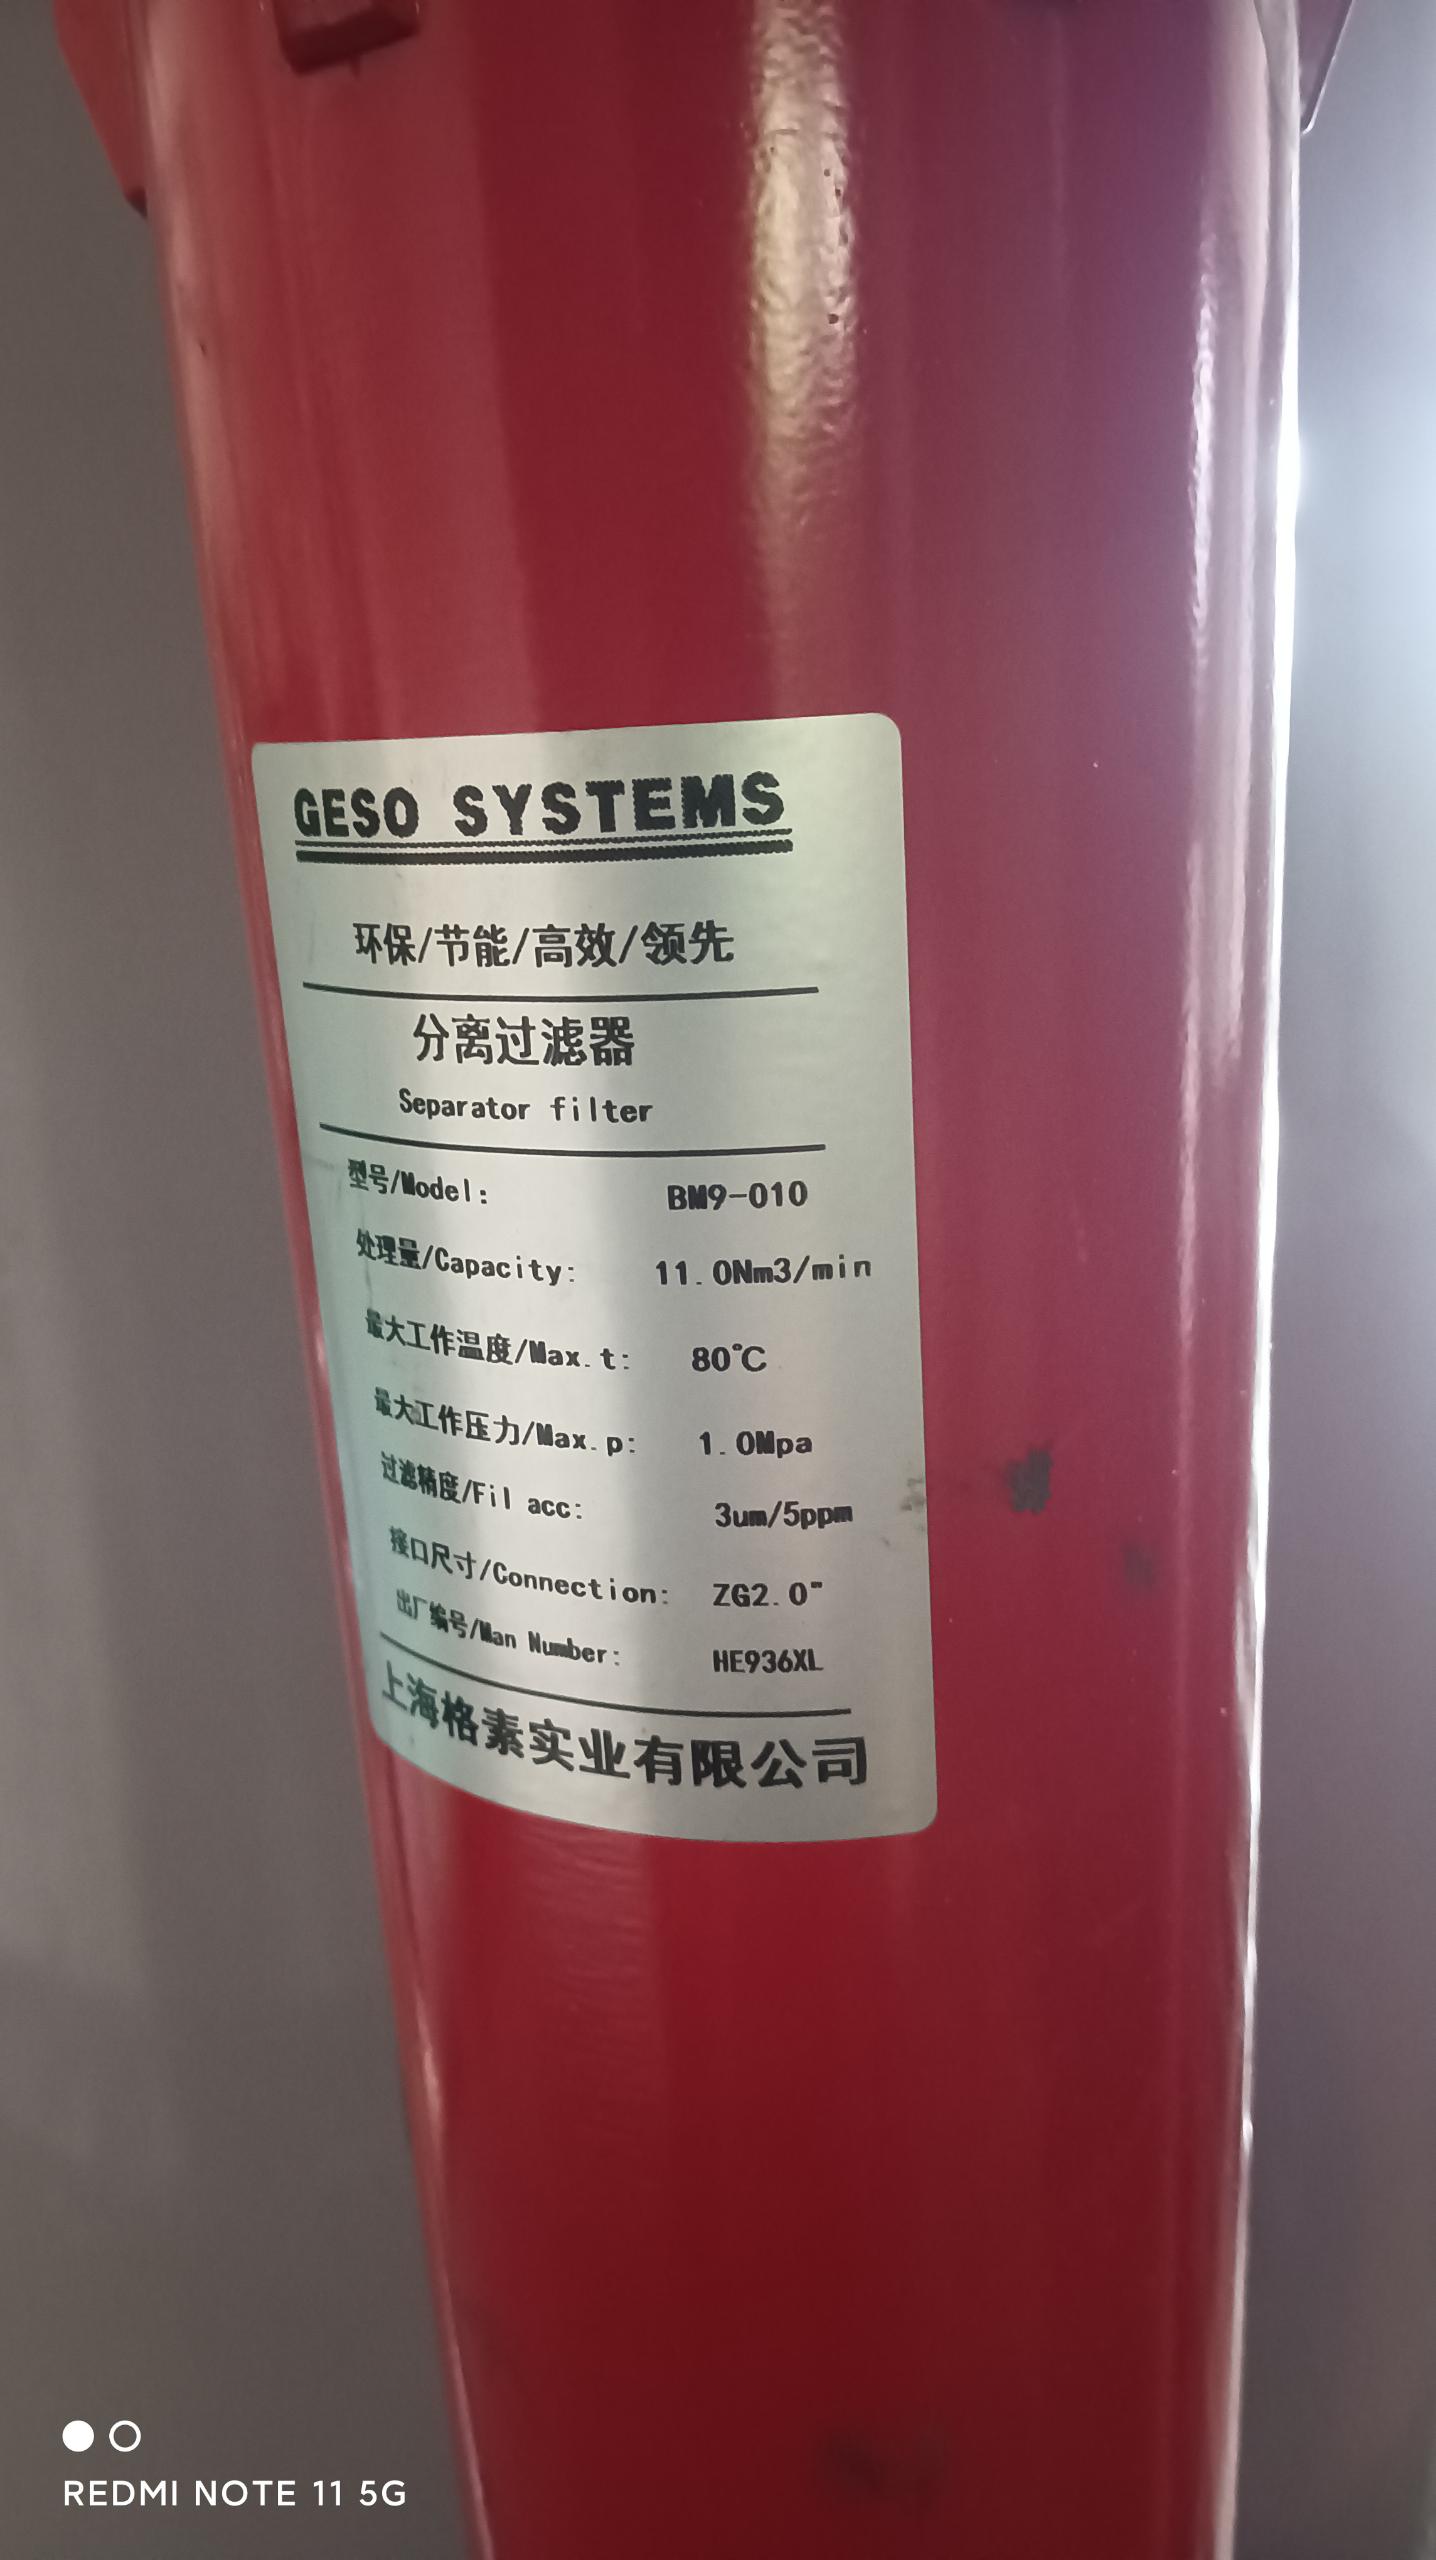 GESO SYSTEMS
环保/节能/高效/领先
分离过滤器
Separator filter
型号/Model: BM9-010
处理量/Capacity: 11.0Nm3/min
最大工作温度/Max.t: 80℃
最大工作压力/Max.p: 1.0Mpa
过滤精度/Fil acc: 3um/5ppm
接口尺寸/Connection: ZG2.0"
出厂编号/Man Number: HE936XL
上海格素实业有限公司
REDMI NOTE 11 5G